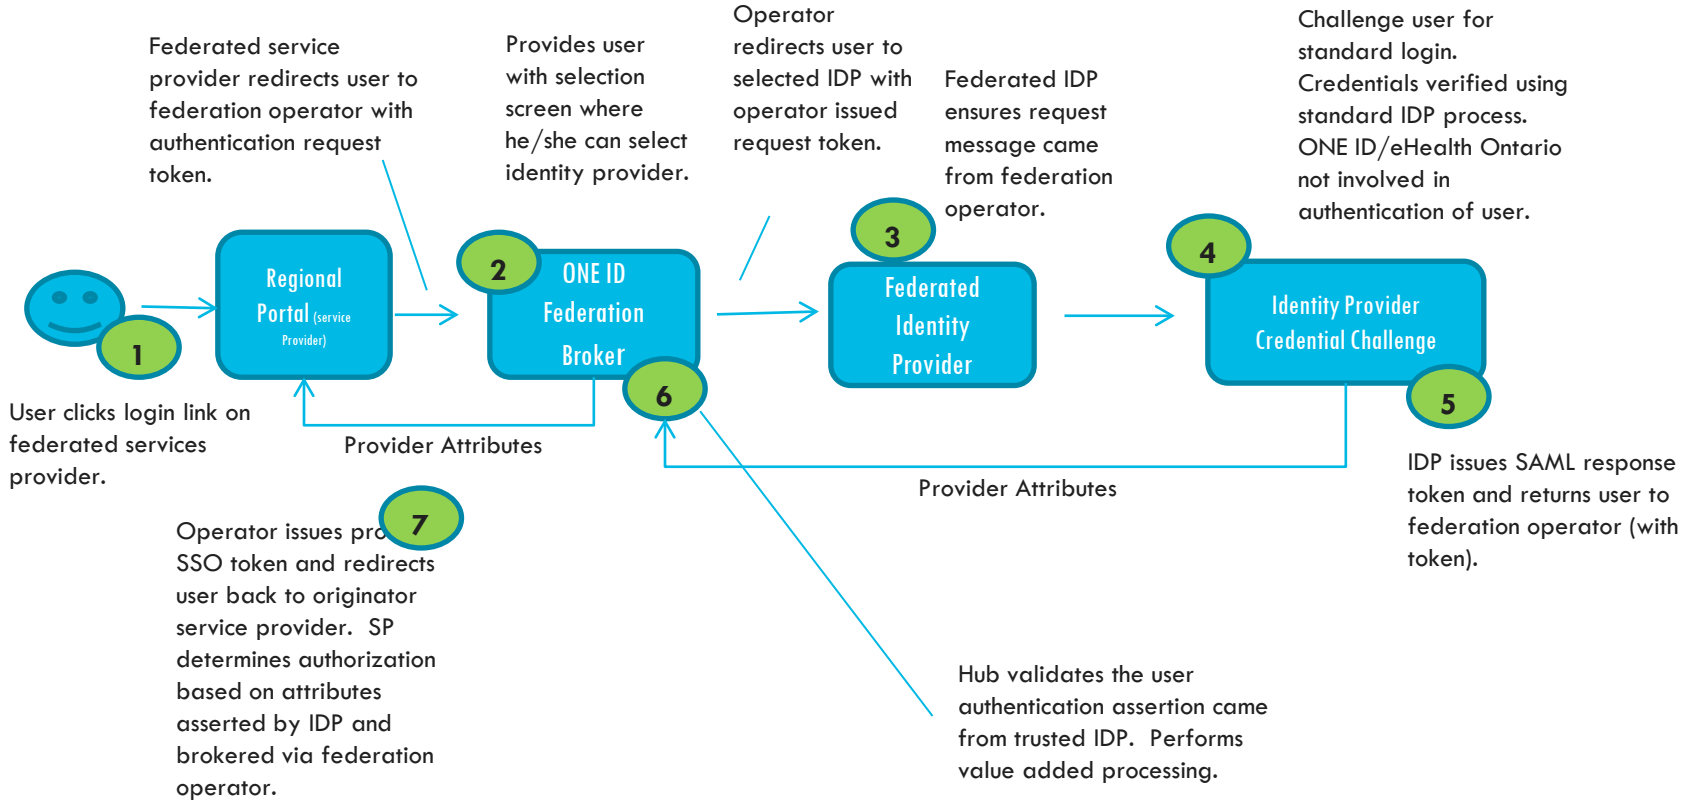 Federated service
provider redirects user to
federation operator with
authentication request
token.
Provides user
with selection
screen where
he/she can select
identity provider.
Operator
redirects user to
selected IDP with
operator issued
request token.
Federated IDP
ensures request
message came
from federation
operator.
Challenge user for
standard login.
Credentials verified using
standard IDP process.
ONE ID/eHealth Ontario
not involved in
authentication of user.
1
Regional
Portal (service
Provider)
2
ONE ID
Federation
Broker
3
Federated
Identity
Provider
4
Identity Provider
Credential Challenge
5
6
User clicks login link on
federated services
provider.
Provider Attributes
Provider Attributes
IDP issues SAML response
token and returns user to
federation operator (with
token).
7
Operator issues
SSO token and redirects
user back to originator
service provider. SP
determines authorization
based on attributes
asserted by IDP and
brokered via federation
operator.
Hub validates the user
authentication assertion came
from trusted IDP. Performs
value added processing.